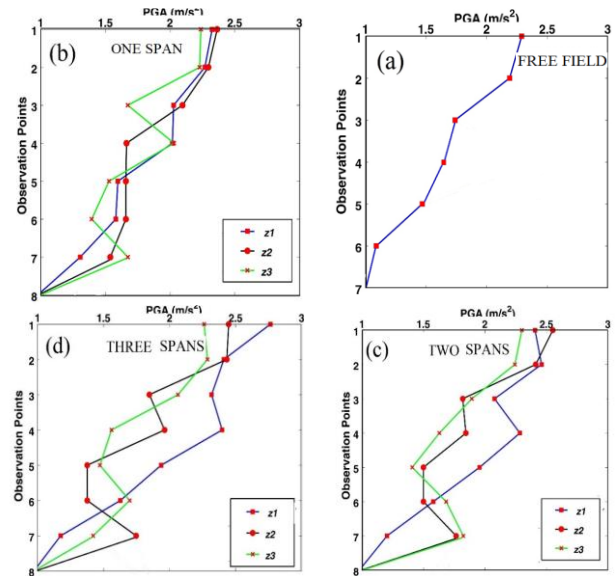 PGA (m/s²)
1 1.5 2 2.5 3
(b) ONE SPAN
Observation Points
1
2
3
4
5
6
7
8
z1
z2
z3
PGA (m/s²)
1 1.5 2 2.5 3
(a)
FREE FIELD
Observation Points
1
2
3
4
5
6
7
PGA (m/s²)
1 1.5 2 2.5 3
(d) THREE SPANS
Observation Points
1
2
3
4
5
6
7
8
z1
z2
z3
PGA (m/s²)
1 1.5 2 2.5 3
(c)
TWO SPANS
Observation Points
1
2
3
4
5
6
7
8
z1
z2
z3